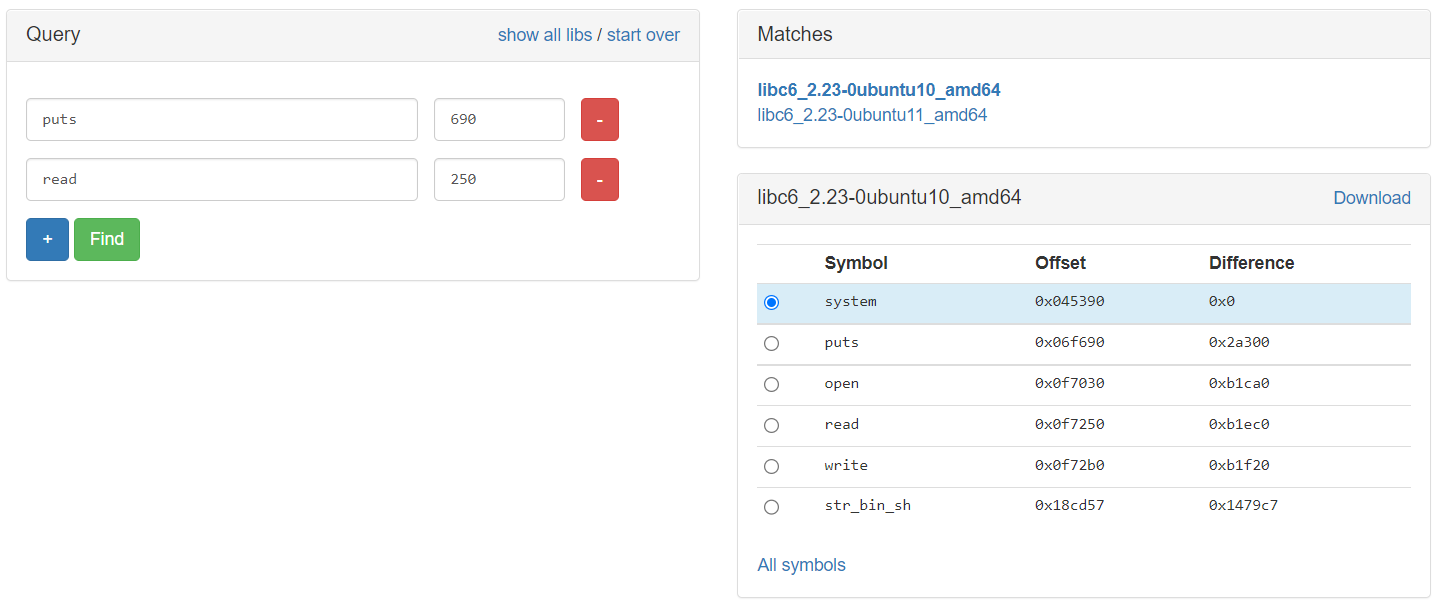 Query show all libs / start over
puts 690 -
read 250 -
+ Find
Matches
libc6_2.23-0ubuntu10_amd64
libc6_2.23-0ubuntu11_amd64
libc6_2.23-0ubuntu10_amd64 Download
Symbol Offset Difference
system 0x045390 0x0
puts 0x06f690 0x2a300
open 0x0f7030 0xb1ca0
read 0x0f7250 0xb1ec0
write 0x0f72b0 0xb1f20
str_bin_sh 0x18cd57 0x1479c7
All symbols